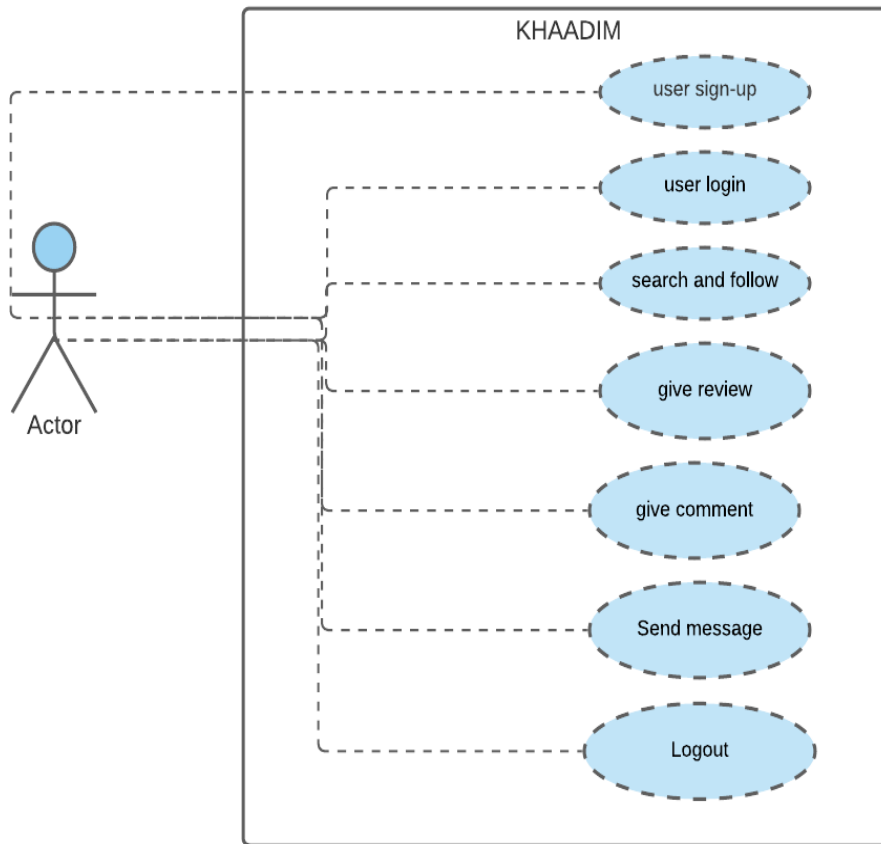 KHAADIM
user sign-up
user login
search and follow
give review
Actor
give comment
Send message
Logout